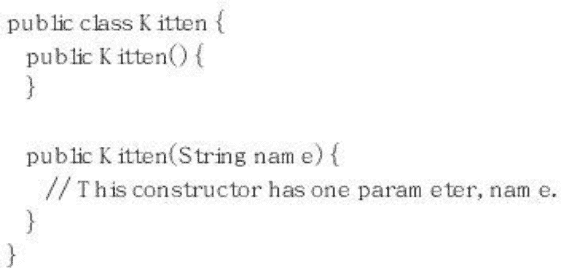 public class Kitten {
public Kitten() {
}
public Kitten(String name) {
// This constructor has one parameter, name.
}
}